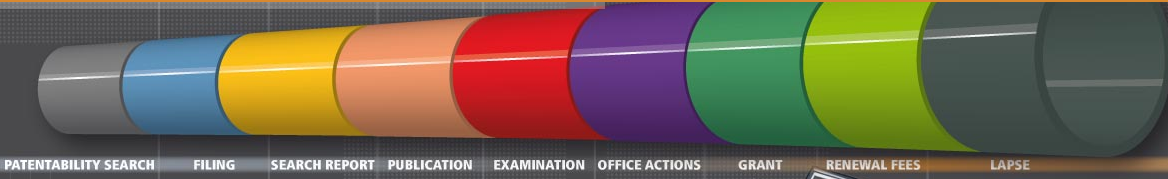 PATENTABILITY SEARCH FILING SEARCH REPORT PUBLICATION EXAMINATION OFFICE ACTIONS GRANT RENEWAL FEES LAPSE